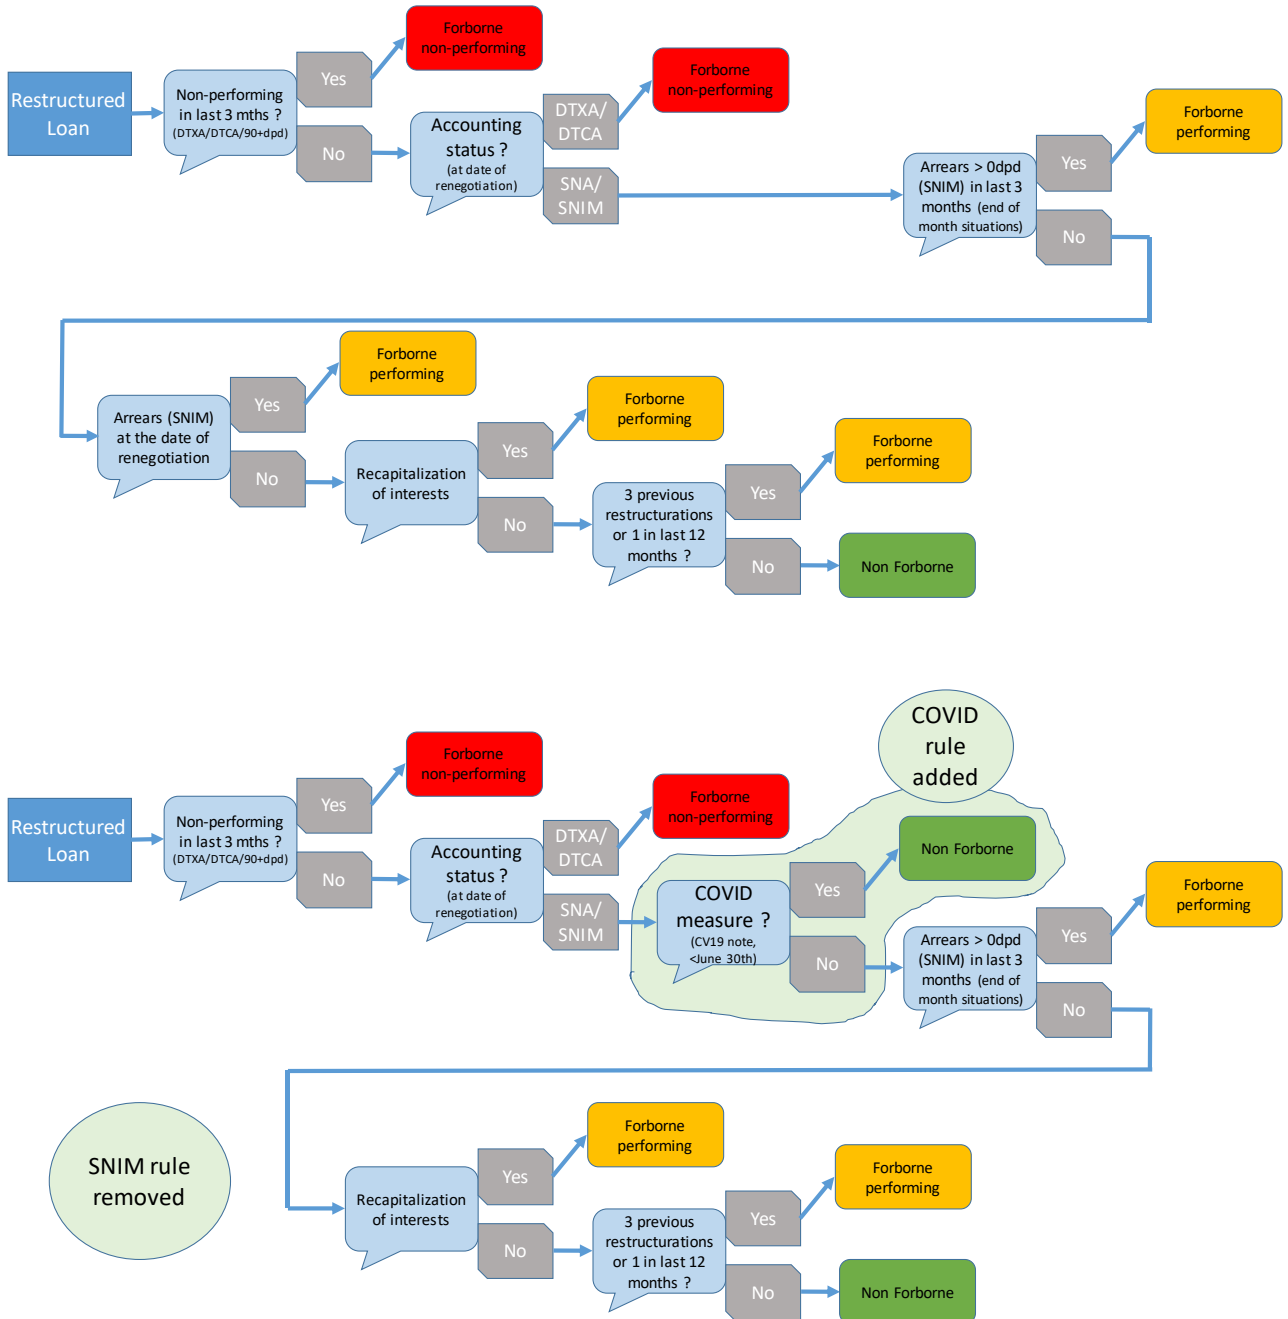 Restructured
Loan
Non-performing
in last 3 mths ?
(DTXA/DTCA/90+dpd)
Yes
No
Forborne
non-performing
Accounting
status ?
(at date of
renegotiation)
DTXA/
DTCA
SNA/
SNIM
Forborne
non-performing
Arrears > 0dpd
(SNIM) in last 3
months (end of
month situations)
Yes
No
Forborne
performing
Arrears (SNIM)
at the date of
renegotiation
Yes
No
Forborne
performing
Recapitalization
of interests
Yes
No
Forborne
performing
3 previous
restructurations
or 1 in last 12
months ?
Yes
No
Forborne
performing
Non Forborne
COVID
rule
added
Restructured
Loan
Non-performing
in last 3 mths ?
(DTXA/DTCA/90+dpd)
Yes
No
Forborne
non-performing
Accounting
status ?
(at date of
renegotiation)
DTXA/
DTCA
SNA/
SNIM
Forborne
non-performing
COVID
measure ?
(CV19 note,
<June 30th)
Yes
No
Non Forborne
Arrears > 0dpd
(SNIM) in last 3
months (end of
month situations)
Yes
No
Forborne
performing
SNIM rule
removed
Recapitalization
of interests
Yes
No
Forborne
performing
3 previous
restructurations
or 1 in last 12
months ?
Yes
No
Forborne
performing
Non Forborne